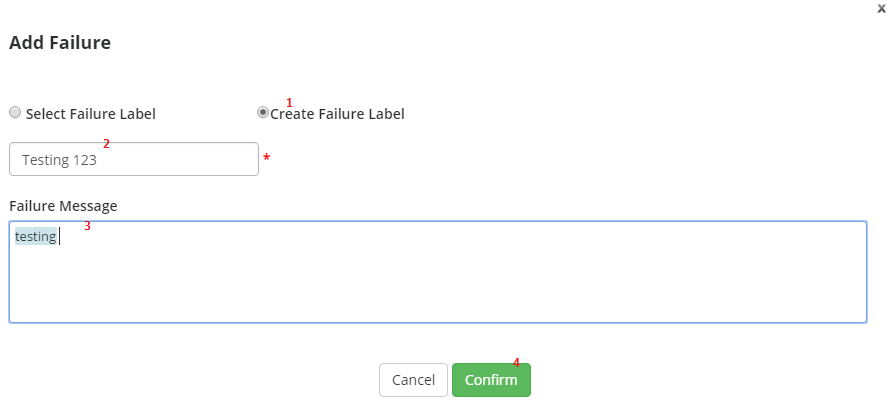 x
Add Failure
1
Select Failure Label Create Failure Label
2
Testing 123 *
Failure Message
3
testing
4
Cancel Confirm